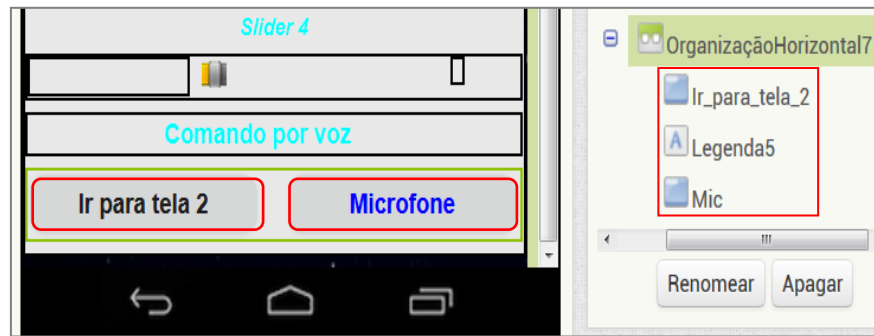 Slider 4
Comando por voz
Ir para tela 2
Microfone
OrganizaçãoHorizontal7
Ir_para_tela_2
A Legenda5
Mic
Renomear
Apagar